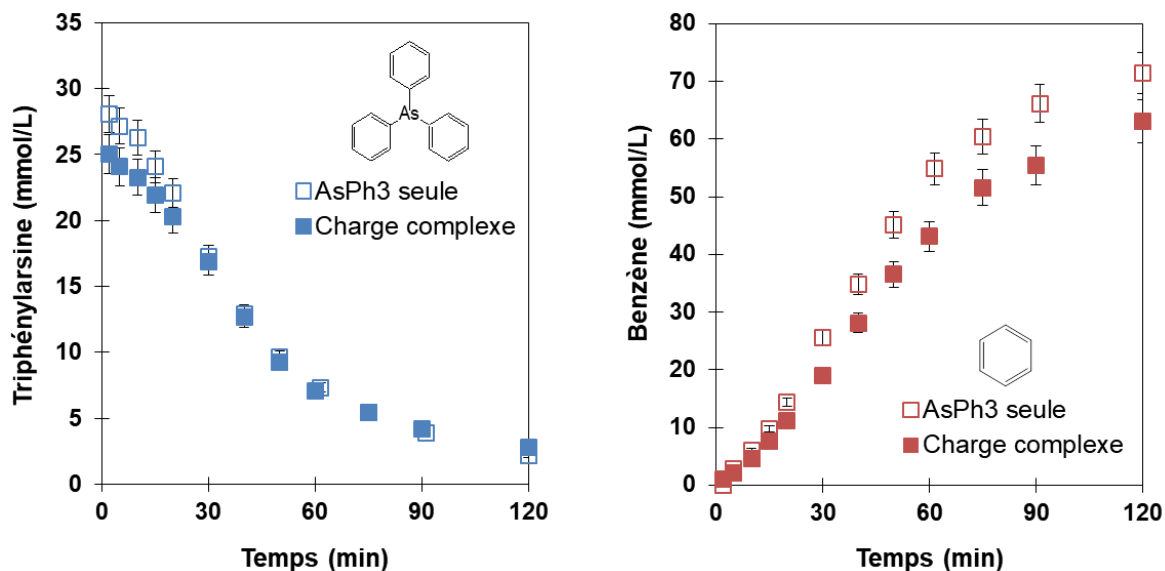 Triphénylarsine (mmol/L)
35
30
25
20
15
10
5
0
As
AsPh3 seule
Charge complexe
0 30 60 90 120
Temps (min)
Benzène (mmol/L)
80
70
60
50
40
30
20
10
0
AsPh3 seule
Charge complexe
0 30 60 90 120
Temps (min)